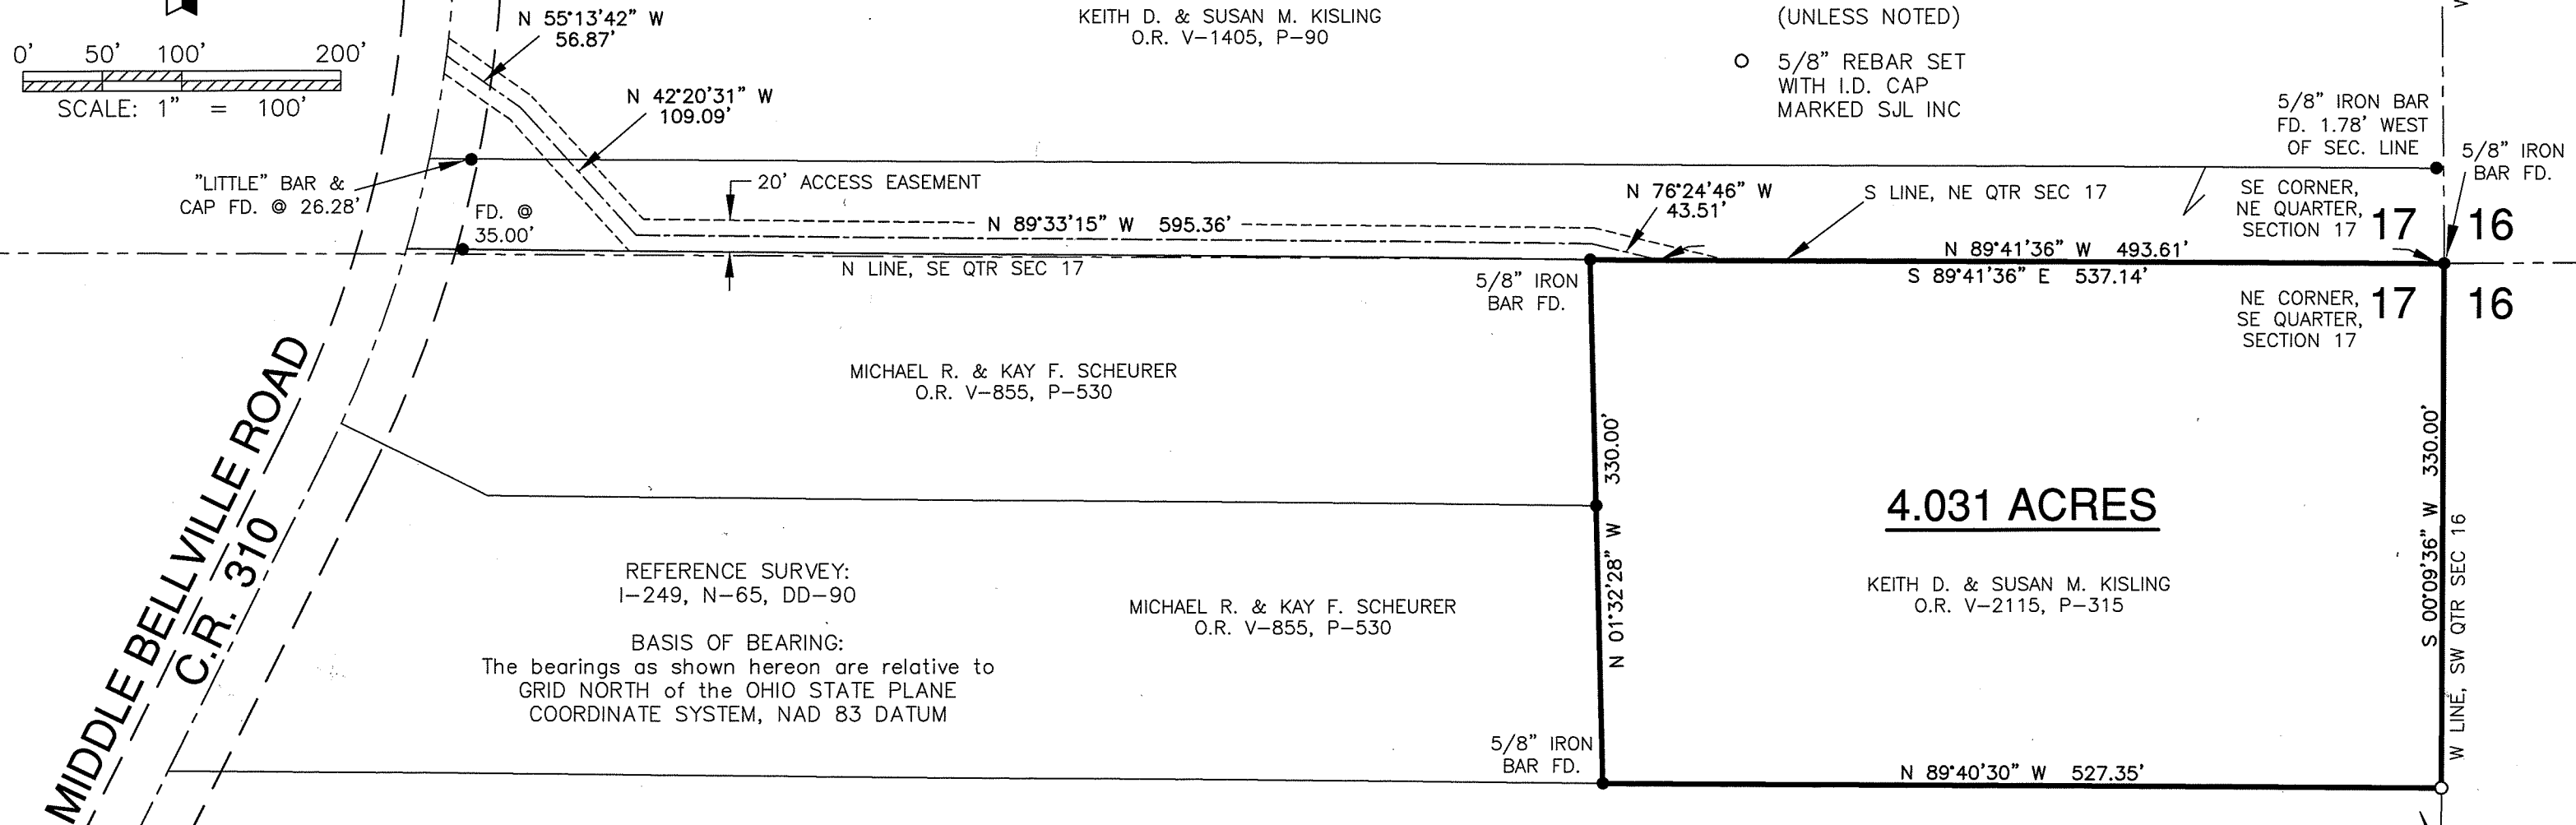 0' 50' 100' 200'
SCALE: 1" = 100'
N 55°13'42" W
56.87'
N 42°20'31" W
109.09'
KEITH D. & SUSAN M. KISLING
O.R. V-1405, P-90
(UNLESS NOTED)
5/8" REBAR SET
WITH I.D. CAP
MARKED SJL INC
5/8" IRON BAR
FD. 1.78' WEST
OF SEC. LINE
5/8" IRON
BAR FD.
"LITTLE" BAR &
CAP FD. @ 26.28'
FD. @
35.00'
20' ACCESS EASEMENT
N 89°33'15" W 595.36'
N 76°24'46" W
43.51'
S LINE, NE QTR SEC 17
SE CORNER,
NE QUARTER,
SECTION 17
17 16
N LINE, SE QTR SEC 17
N 89°41'36" W 493.61'
S 89°41'36" E 537.14'
5/8" IRON
BAR FD.
NE CORNER,
SE QUARTER,
SECTION 17
17 16
MICHAEL R. & KAY F. SCHEURER
O.R. V-855, P-530
MIDDLE BELLVILLE ROAD
C.R. 310
N 01°32'28" W 330.00'
4.031 ACRES
KEITH D. & SUSAN M. KISLING
O.R. V-2115, P-315
S 00°09'36" W 330.00'
W LINE, SW QTR SEC 16
REFERENCE SURVEY:
I-249, N-65, DD-90
BASIS OF BEARING:
The bearings as shown hereon are relative to
GRID NORTH of the OHIO STATE PLANE
COORDINATE SYSTEM, NAD 83 DATUM
MICHAEL R. & KAY F. SCHEURER
O.R. V-855, P-530
5/8" IRON
BAR FD.
N 89°40'30" W 527.35'